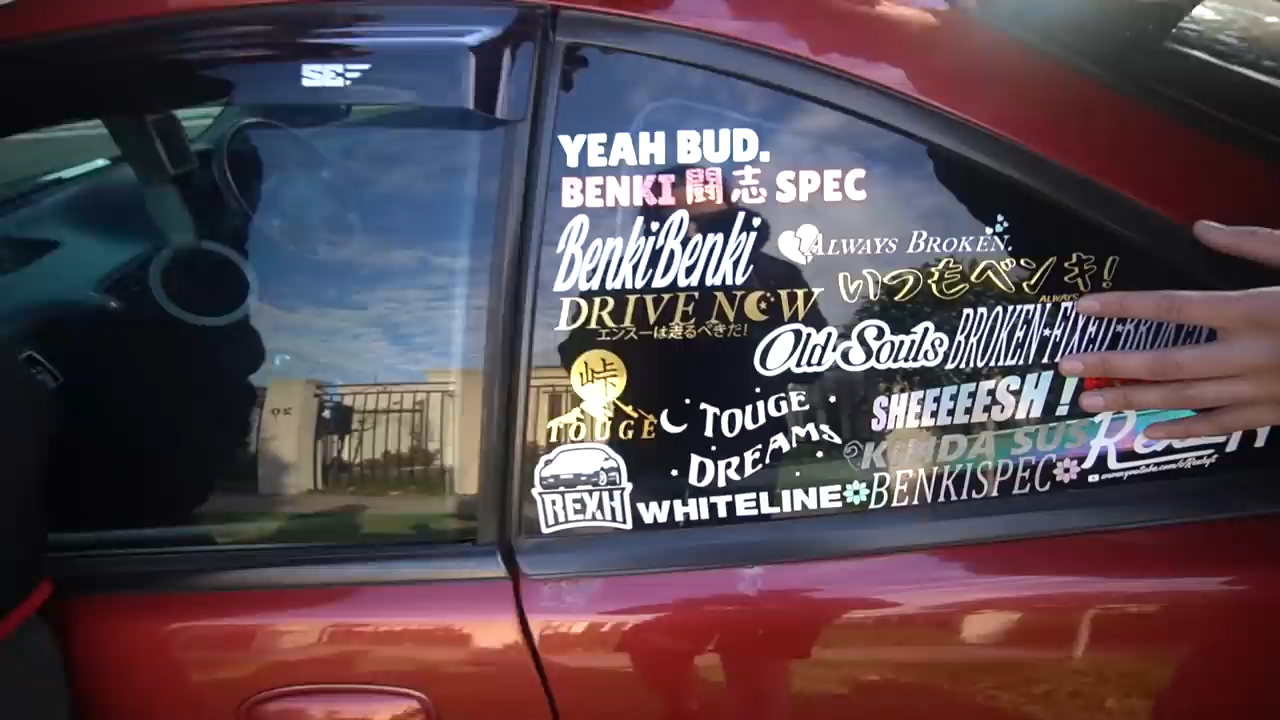 YEAH BUD.
BENKI 闘志 SPEC
BenkiBenki
ALWAYS BROKEN.
いつもベンキ!
DRIVE NOW
エンスーは走るべきだ!
ALWAYS
Old Souls
BROKEN★FIXED★BROKEN
峠
TOUGE
TOUGE
DREAMS
SHEEEEESH !
KINDA SUS
REXH
WHITELINE
BENKISPEC